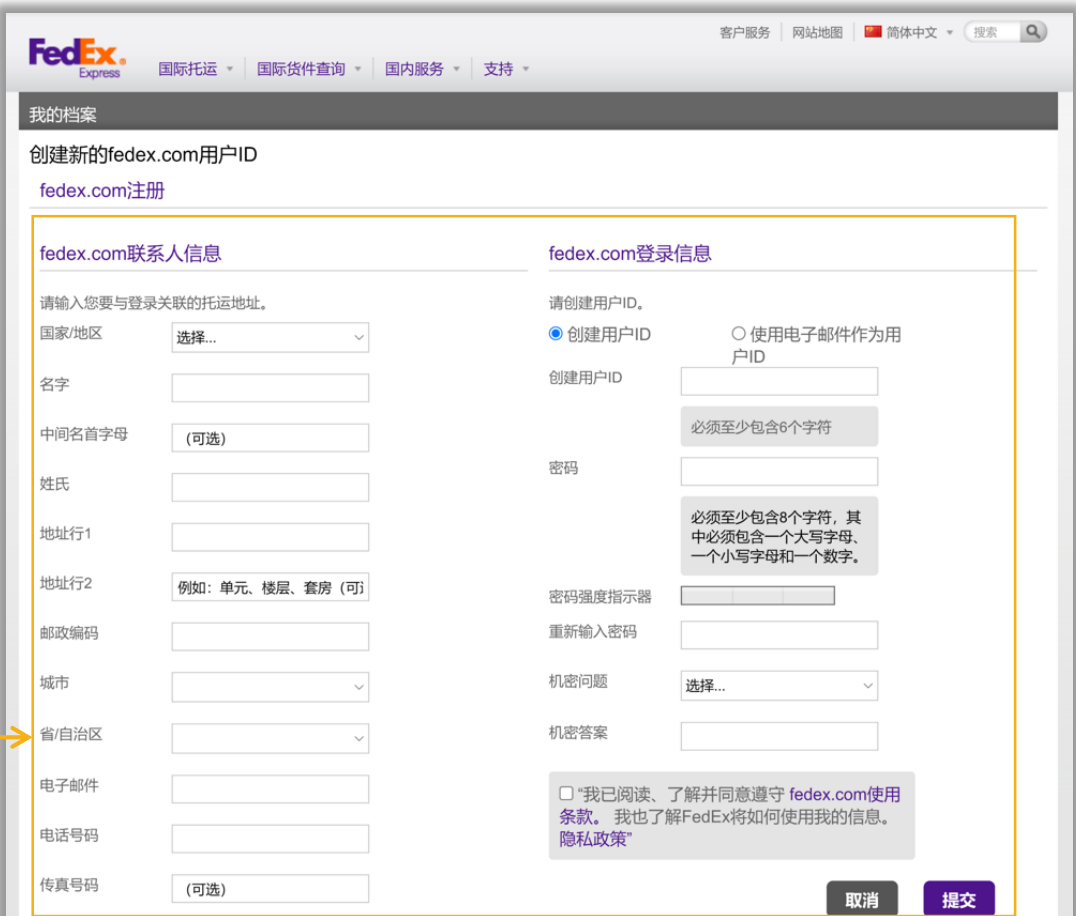 客户服务 网站地图 简体中文 搜索
FedEx.
Express
国际托运 国际货件查询 国内服务 支持
我的档案
创建新的fedex.com用户ID
fedex.com注册
fedex.com联系人信息
请输入您要与登录关联的托运地址。
国家/地区 选择...
名字
中间名首字母 (可选)
姓氏
地址行1
地址行2 例如：单元、楼层、套房（可
邮政编码
城市
省/自治区
电子邮件
电话号码
传真号码 (可选)
fedex.com登录信息
请创建用户ID。
创建用户ID 使用电子邮件作为用
户ID
创建用户ID
必须至少包含6个字符
密码
必须至少包含8个字符，其
中必须包含一个大写字母、
一个小写字母和一个数字。
密码强度指示器
重新输入密码
机密问题 选择...
机密答案
“我已阅读、了解并同意遵守 fedex.com使用
条款。 我也了解FedEx将如何使用我的信息。
隐私政策”
取消 提交